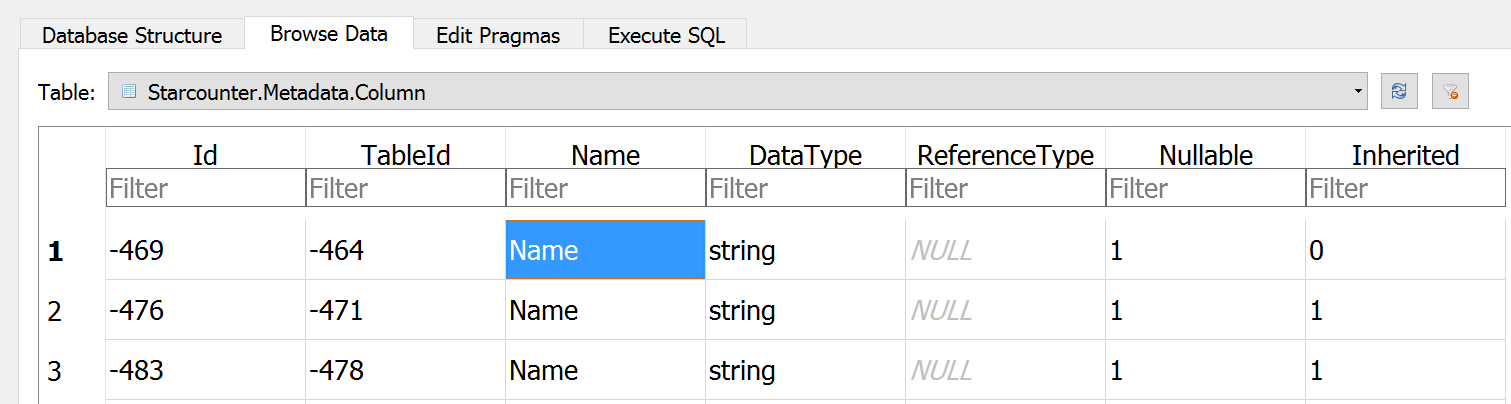 Database Structure Browse Data Edit Pragmas Execute SQL
Table: Starcounter.Metadata.Column
Id TableId Name DataType ReferenceType Nullable Inherited
Filter Filter Filter Filter Filter Filter Filter
1 -469 -464 Name string NULL 1 0
2 -476 -471 Name string NULL 1 1
3 -483 -478 Name string NULL 1 1